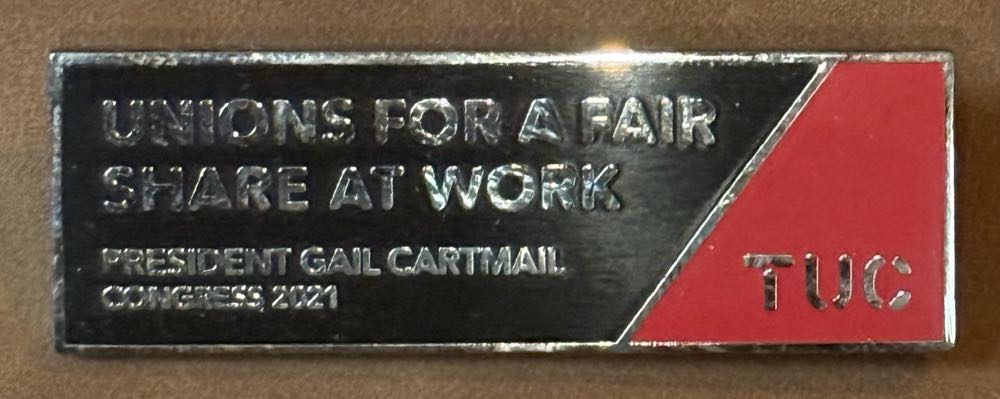 UNIONS FOR A FAIR
SHARE AT WORK
PRESIDENT GAIL CARTMAIL
CONGRESS 2021
TUC